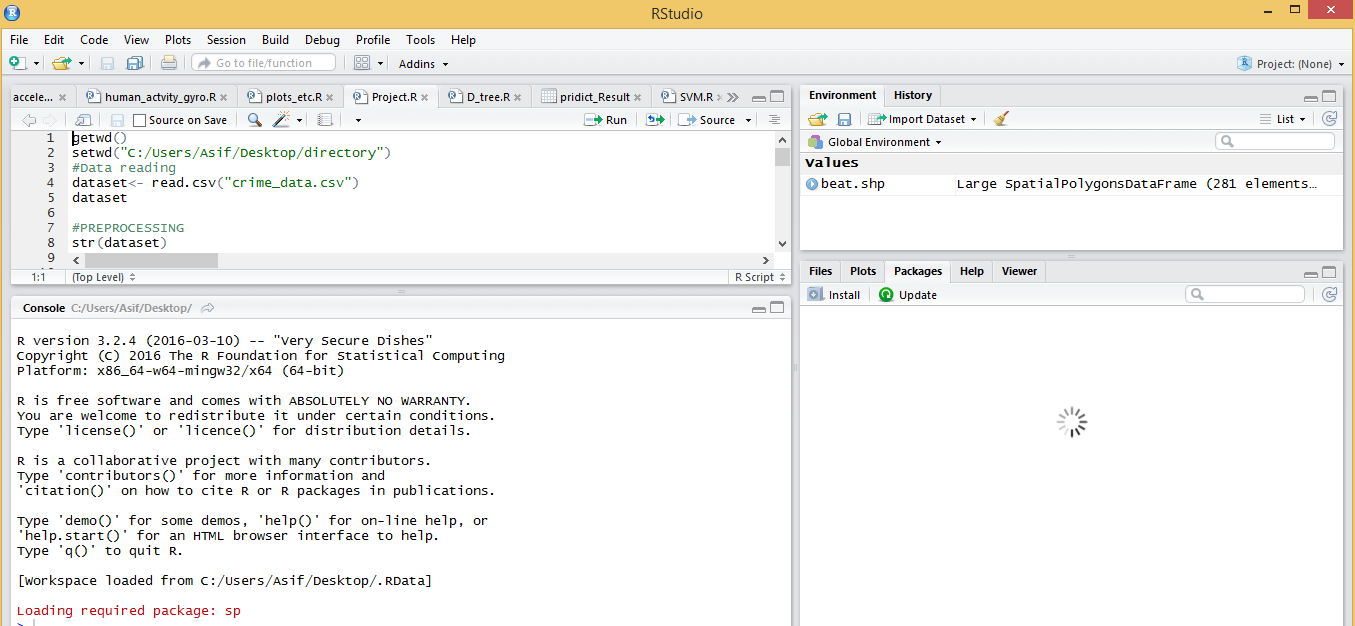 RStudio
File Edit Code View Plots Session Build Debug Profile Tools Help
Go to file/function Addins Project: (None)
accele... human_actvity_gyro.R plots_etc.R Project.R D_tree.R pridict_Result SVM.R
Source on Save Run Source
1 getwd()
2 setwd("C:/Users/Asif/Desktop/directory")
3 #Data reading
4 dataset<- read.csv("crime_data.csv")
5 dataset
6
7 #PREPROCESSING
8 str(dataset)
9
1:1 (Top Level) R Script
Console C:/Users/Asif/Desktop/
R version 3.2.4 (2016-03-10) -- "Very Secure Dishes"
Copyright (C) 2016 The R Foundation for Statistical Computing
Platform: x86_64-w64-mingw32/x64 (64-bit)
R is free software and comes with ABSOLUTELY NO WARRANTY.
You are welcome to redistribute it under certain conditions.
Type 'license()' or 'licence()' for distribution details.
R is a collaborative project with many contributors.
Type 'contributors()' for more information and
'citation()' on how to cite R or R packages in publications.
Type 'demo()' for some demos, 'help()' for on-line help, or
'help.start()' for an HTML browser interface to help.
Type 'q()' to quit R.
[Workspace loaded from C:/Users/Asif/Desktop/.RData]
Loading required package: sp
>
Environment History
Import Dataset List
Global Environment
Values
beat.shp Large SpatialPolygonsDataFrame (281 elements…
Files Plots Packages Help Viewer
Install Update